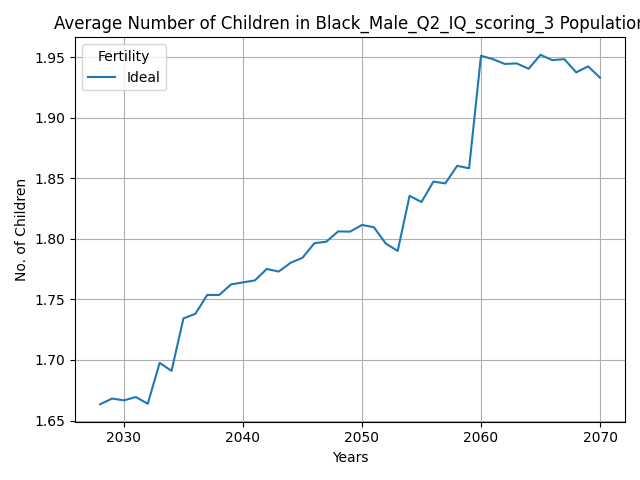 Average Number of Children in Black_Male_Q2_IQ_scoring_3 Population
Fertility
Ideal
No. of Children
1.95
1.90
1.85
1.80
1.75
1.70
1.65
2030 2040 2050 2060 2070
Years